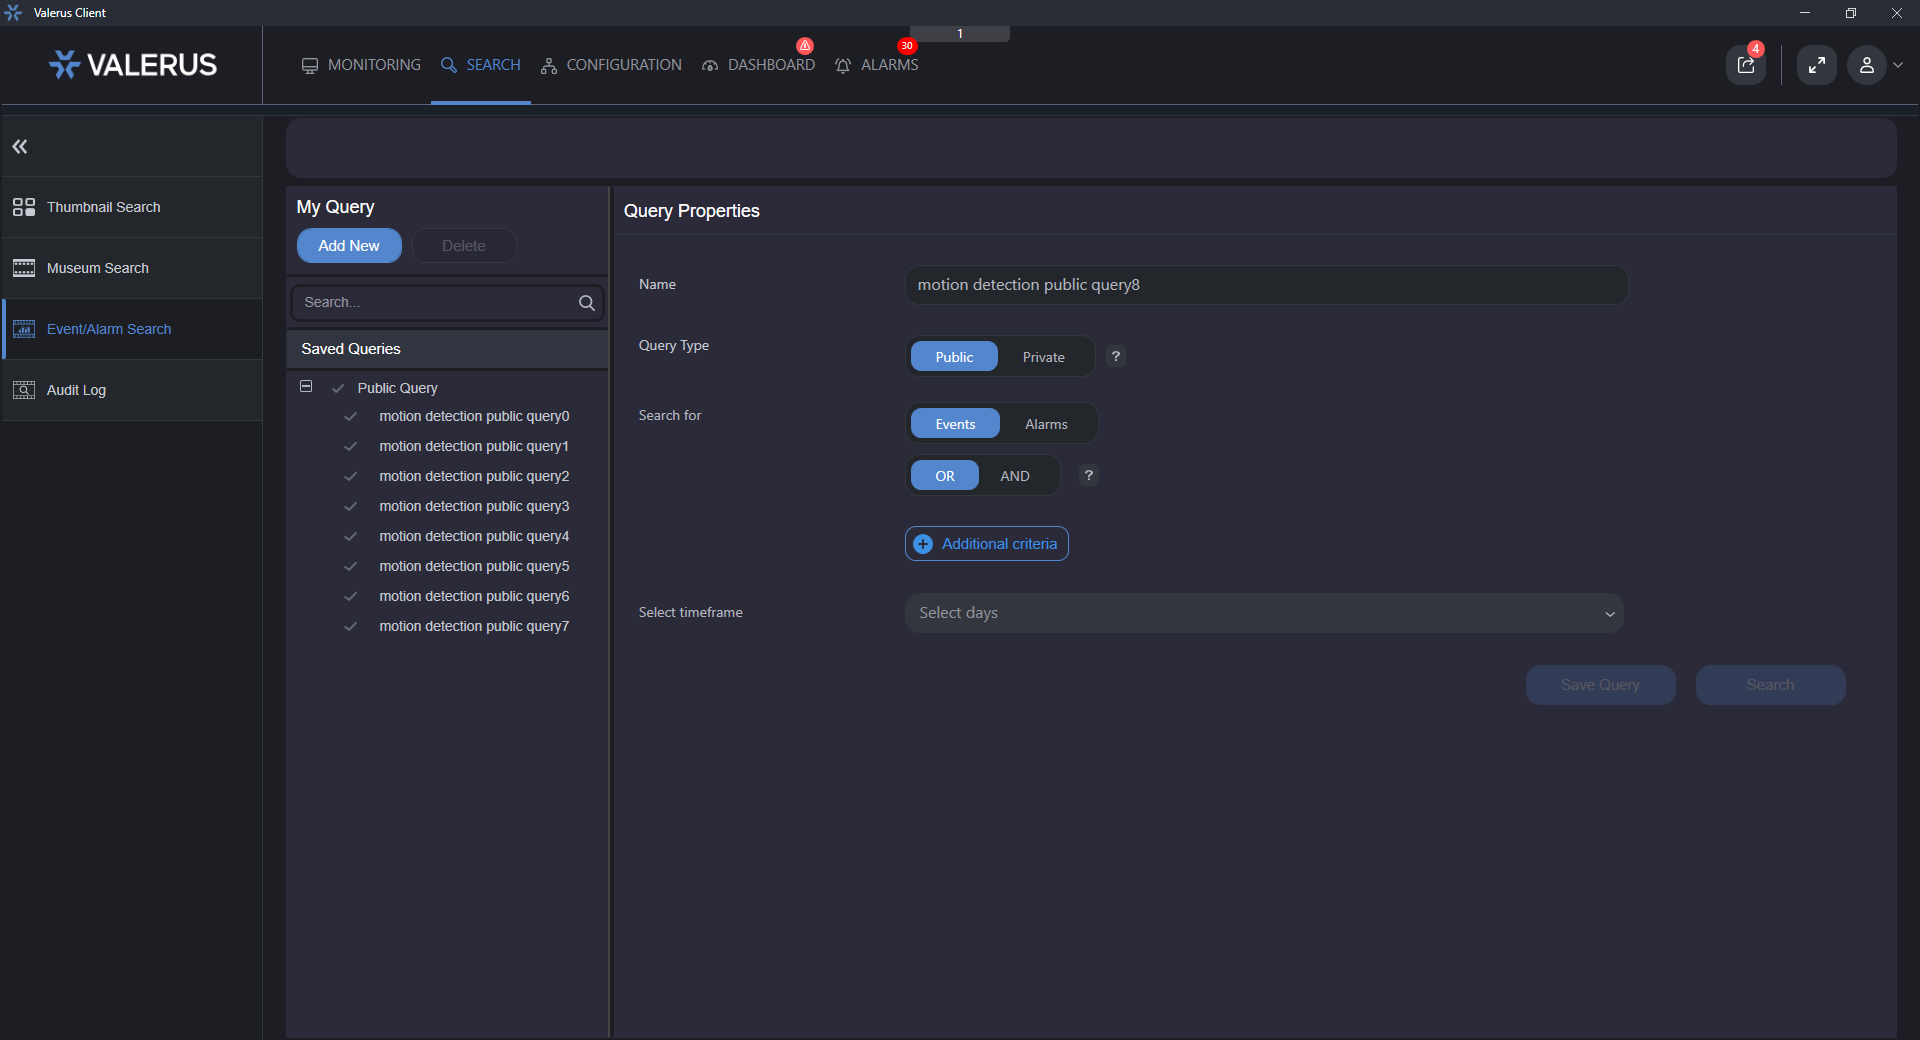 Valerus Client
1
VALERUS
MONITORING
SEARCH
CONFIGURATION
DASHBOARD
30
ALARMS
4
Thumbnail Search
Museum Search
Event/Alarm Search
Audit Log
My Query
Add New
Delete
Search...
Saved Queries
Public Query
motion detection public query0
motion detection public query1
motion detection public query2
motion detection public query3
motion detection public query4
motion detection public query5
motion detection public query6
motion detection public query7
Query Properties
Name
motion detection public query8
Query Type
Public
Private
?
Search for
Events
Alarms
OR
AND
?
Additional criteria
Select timeframe
Select days
Save Query
Search